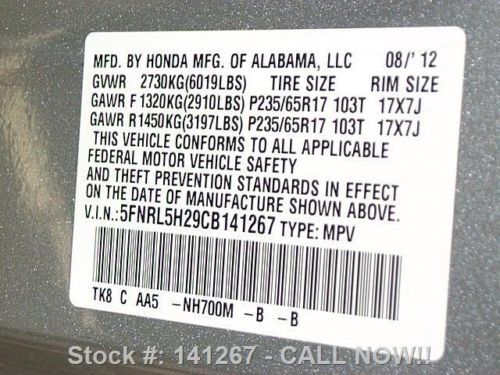 MFD. BY HONDA MFG. OF ALABAMA, LLC 08/' 12
GVWR 2730KG(6019LBS) TIRE SIZE RIM SIZE
GAWR F 1320KG(2910LBS) P235/65R17 103T 17X7J
GAWR R1450KG(3197LBS) P235/65R17 103T 17X7J
THIS VEHICLE CONFORMS TO ALL APPLICABLE
FEDERAL MOTOR VEHICLE SAFETY
AND THEFT PREVENTION STANDARDS IN EFFECT
ON THE DATE OF MANUFACTURE SHOWN ABOVE.
V.I.N.: 5FNRL5H29CB141267 TYPE: MPV
TK8 C AA5 -NH700M -B -B
Stock #: 141267 - CALL NOW!!